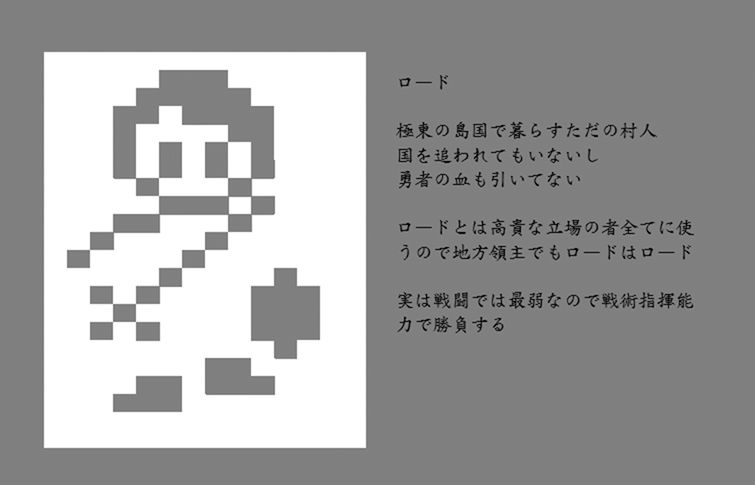 ロード
極東の島国で暮らすただの村人
国を追われてもいないし
勇者の血も引いてない
ロードとは高貴な立場の者全てに使
うので地方領主でもロードはロード
実は戦闘では最弱なので戦術指揮能
力で勝負する